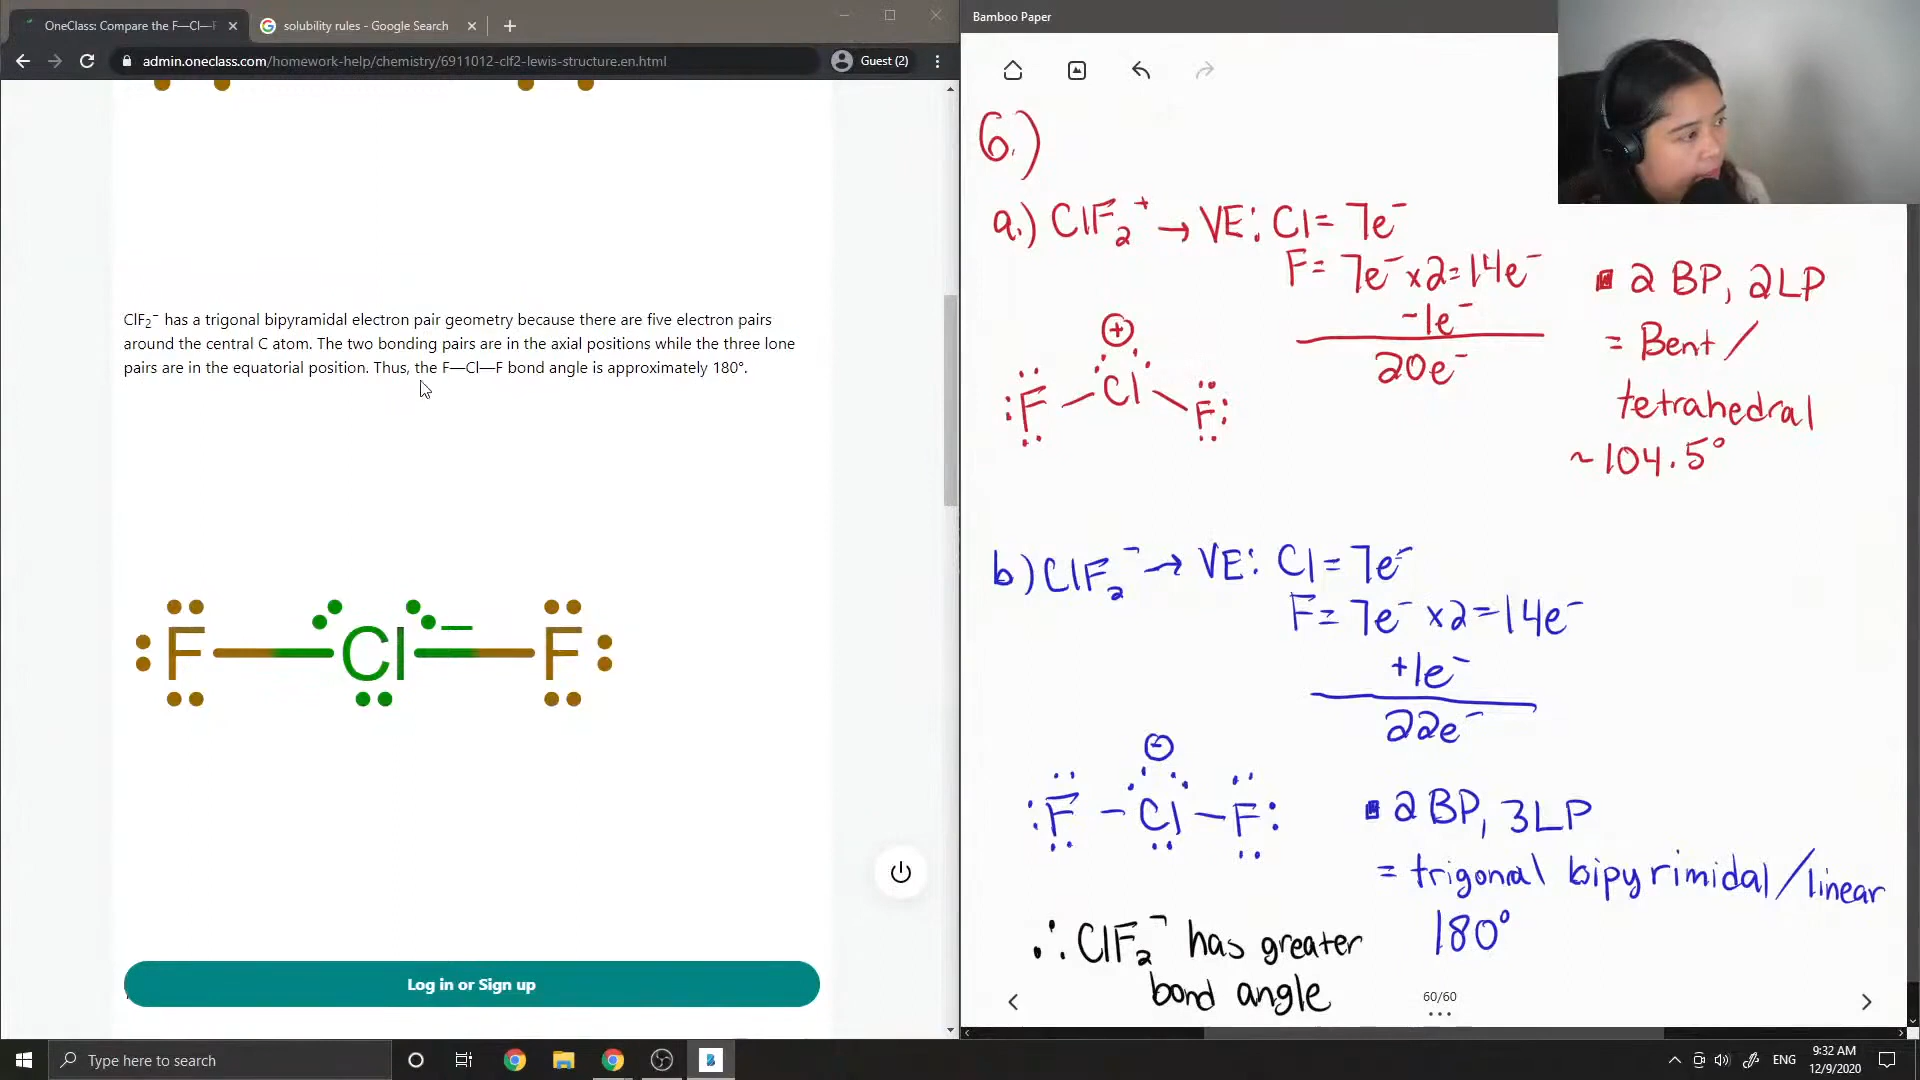 OneClass: Compare the F—Cl—F
solubility rules - Google Search
admin.oneclass.com/homework-help/chemistry/6911012-clf2-lewis-structure.en.html
Guest (2)
ClF₂⁻ has a trigonal bipyramidal electron pair geometry because there are five electron pairs
around the central C atom. The two bonding pairs are in the axial positions while the three lone
pairs are in the equatorial position. Thus, the F—Cl—F bond angle is approximately 180°.
F Cl⁻ F
Log in or Sign up
Bamboo Paper
6.)
a.) ClF₂⁺ → VE: Cl = 7e⁻
F = 7e⁻ x2 = 14e⁻
-1e⁻
20e⁻
F — Cl — F
+
2 BP, 2LP
= Bent /
tetrahedral
~104.5°
b) ClF₂⁻ → VE: Cl = 7e⁻
F = 7e⁻ x2 = 14e⁻
+1e⁻
22e⁻
-
F — Cl — F
2 BP, 3LP
= trigonal bipyrimidal / linear
180°
∴ ClF₂⁻ has greater
bond angle
60/60
Type here to search
ENG
9:32 AM
12/9/2020